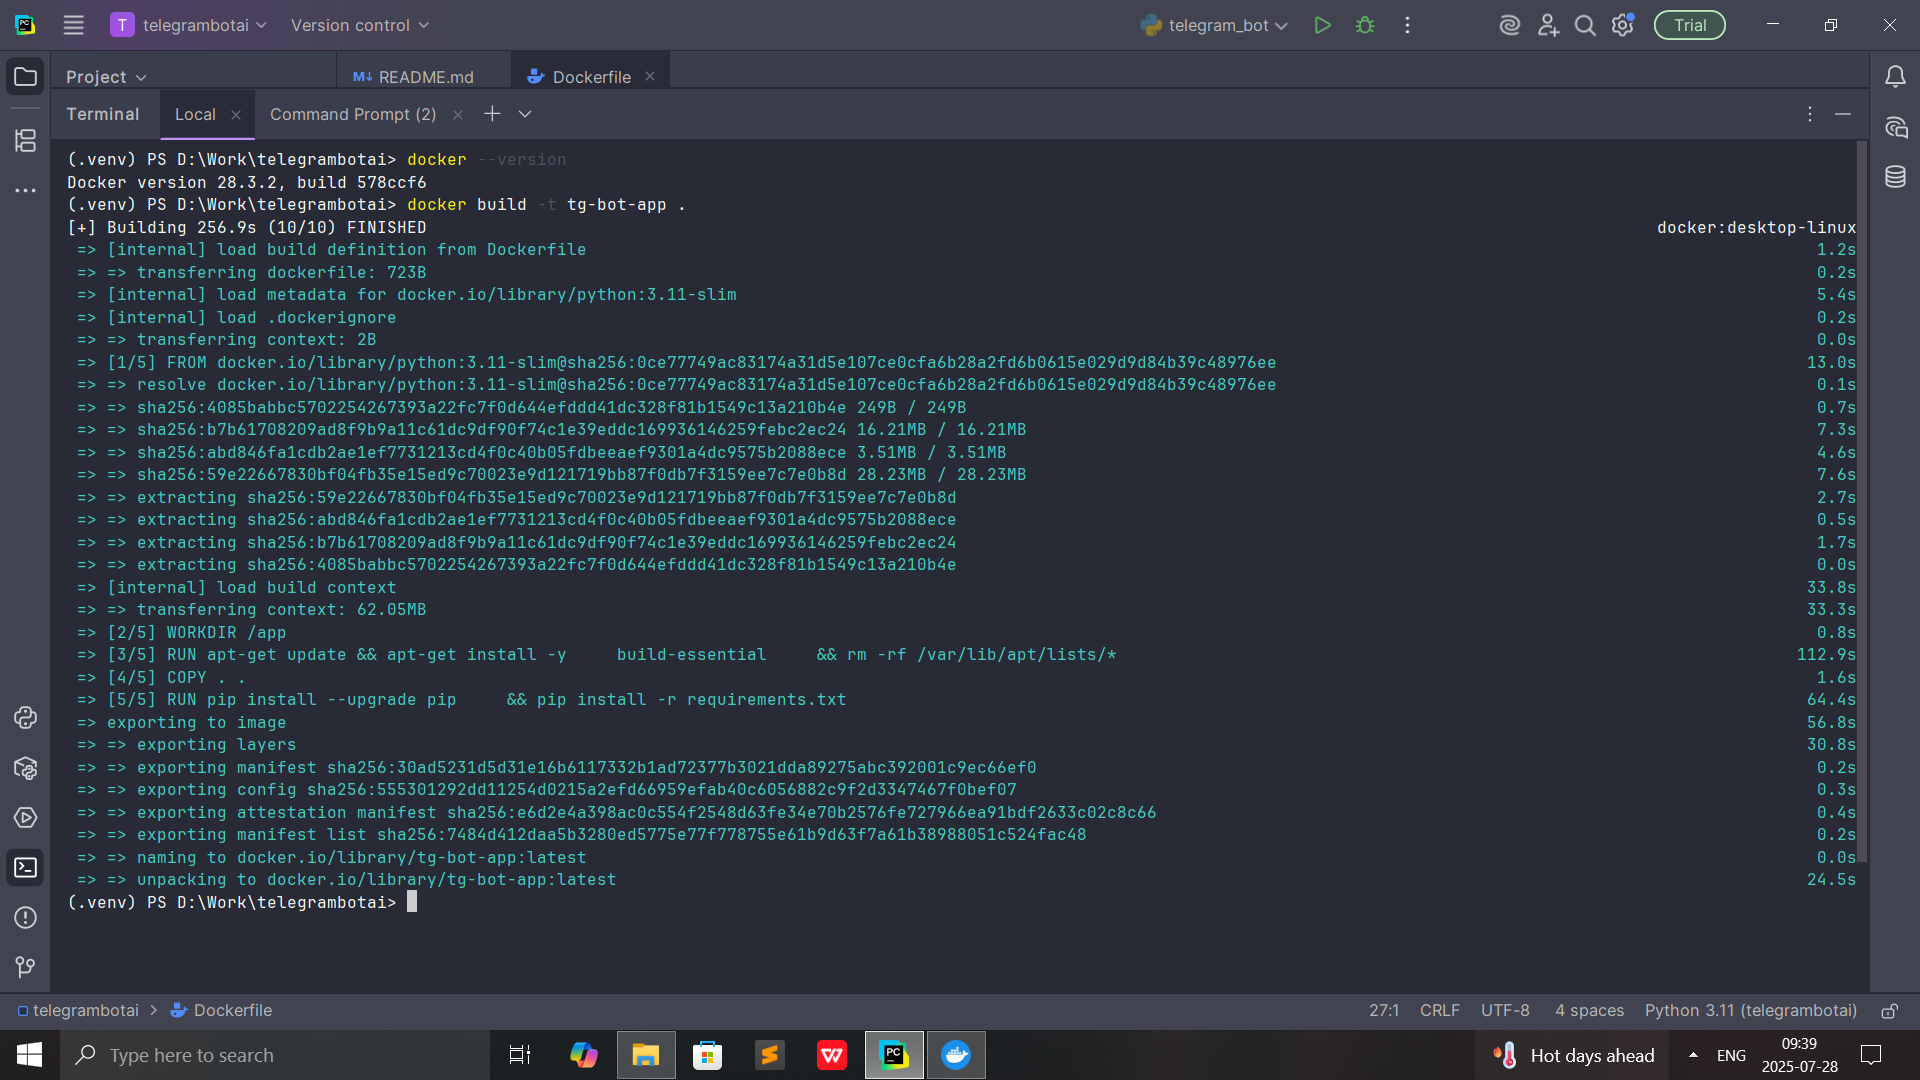 PC T telegrambotai Version control telegram_bot Trial
Project README.md Dockerfile
Terminal Local Command Prompt (2)
(.venv) PS D:\Work\telegrambotai> docker --version
Docker version 28.3.2, build 578ccf6
(.venv) PS D:\Work\telegrambotai> docker build -t tg-bot-app .
[+] Building 256.9s (10/10) FINISHED docker:desktop-linux
=> [internal] load build definition from Dockerfile 1.2s
=> => transferring dockerfile: 723B 0.2s
=> [internal] load metadata for docker.io/library/python:3.11-slim 5.4s
=> [internal] load .dockerignore 0.2s
=> => transferring context: 2B 0.0s
=> [1/5] FROM docker.io/library/python:3.11-slim@sha256:0ce77749ac83174a31d5e107ce0cfa6b28a2fd6b0615e029d9d84b39c48976ee 13.0s
=> => resolve docker.io/library/python:3.11-slim@sha256:0ce77749ac83174a31d5e107ce0cfa6b28a2fd6b0615e029d9d84b39c48976ee 0.1s
=> => sha256:4085babbc5702254267393a22fc7f0d644efddd41dc328f81b1549c13a210b4e 249B / 249B 0.7s
=> => sha256:b7b61708209ad8f9b9a11c61dc9df90f74c1e39eddc169936146259febc2ec24 16.21MB / 16.21MB 7.3s
=> => sha256:abd846fa1cdb2ae1ef7731213cd4f0c40b05fdbeeaef9301a4dc9575b2088ece 3.51MB / 3.51MB 4.6s
=> => sha256:59e22667830bf04fb35e15ed9c70023e9d121719bb87f0db7f3159ee7c7e0b8d 28.23MB / 28.23MB 7.6s
=> => extracting sha256:59e22667830bf04fb35e15ed9c70023e9d121719bb87f0db7f3159ee7c7e0b8d 2.7s
=> => extracting sha256:abd846fa1cdb2ae1ef7731213cd4f0c40b05fdbeeaef9301a4dc9575b2088ece 0.5s
=> => extracting sha256:b7b61708209ad8f9b9a11c61dc9df90f74c1e39eddc169936146259febc2ec24 1.7s
=> => extracting sha256:4085babbc5702254267393a22fc7f0d644efddd41dc328f81b1549c13a210b4e 0.0s
=> [internal] load build context 33.8s
=> => transferring context: 62.05MB 33.3s
=> [2/5] WORKDIR /app 0.8s
=> [3/5] RUN apt-get update && apt-get install -y     build-essential     && rm -rf /var/lib/apt/lists/* 112.9s
=> [4/5] COPY . . 1.6s
=> [5/5] RUN pip install --upgrade pip     && pip install -r requirements.txt 64.4s
=> exporting to image 56.8s
=> => exporting layers 30.8s
=> => exporting manifest sha256:30ad5231d5d31e16b6117332b1ad72377b3021dda89275abc392001c9ec66ef0 0.2s
=> => exporting config sha256:555301292dd11254d0215a2efd66959efab40c6056882c9f2d3347467f0bef07 0.3s
=> => exporting attestation manifest sha256:e6d2e4a398ac0c554f2548d63fe34e70b2576fe727966ea91bdf2633c02c8c66 0.4s
=> => exporting manifest list sha256:7484d412daa5b3280ed5775e77f778755e61b9d63f7a61b38988051c524fac48 0.2s
=> => naming to docker.io/library/tg-bot-app:latest 0.0s
=> => unpacking to docker.io/library/tg-bot-app:latest 24.5s
(.venv) PS D:\Work\telegrambotai>
telegrambotai > Dockerfile 27:1 CRLF UTF-8 4 spaces Python 3.11 (telegrambotai)
Type here to search PC Hot days ahead ENG 09:39
2025-07-28